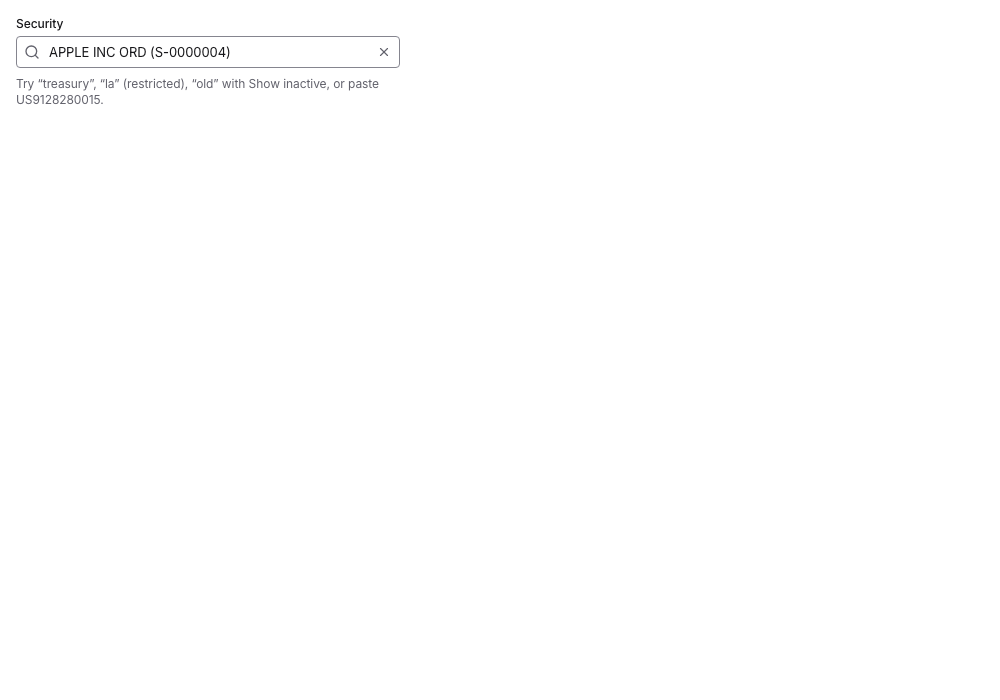 Security
APPLE INC ORD (S-0000004)
Try “treasury”, “la” (restricted), “old” with Show inactive, or paste
US9128280015.